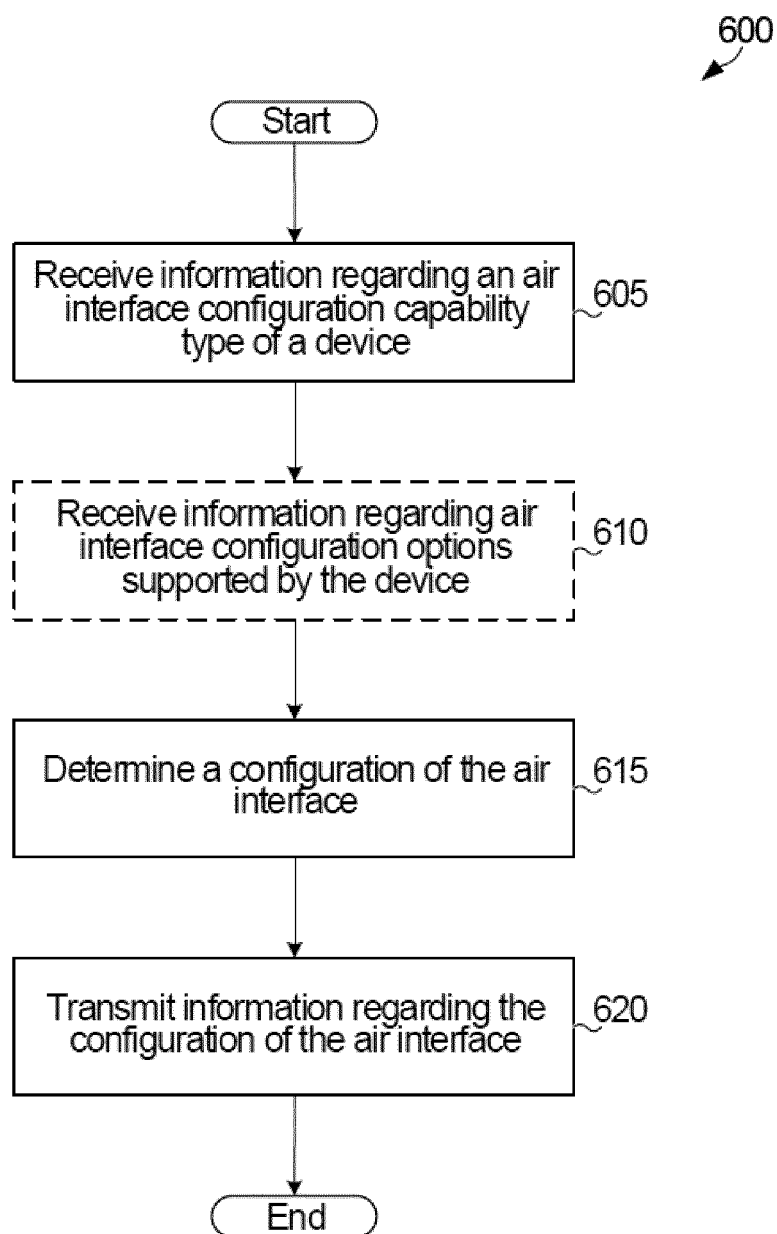 600
Start
Receive information regarding an air
interface configuration capability
type of a device
605
Receive information regarding air
interface configuration options
supported by the device
610
Determine a configuration of the air
interface
615
Transmit information regarding the
configuration of the air interface
620
End